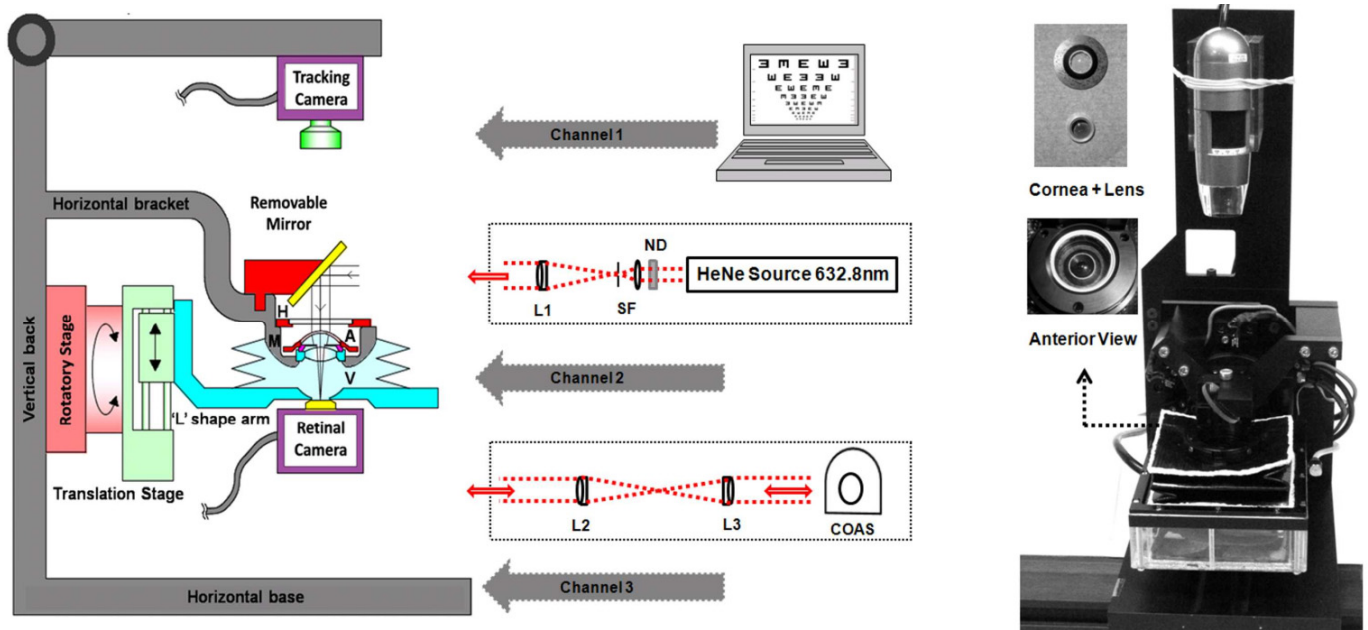 Tracking
Camera
Channel 1
Horizontal bracket
Removable
Mirror
Vertical back
Rotatory Stage
H
M
A
V
'L' shape arm
Retinal
Camera
Translation Stage
Horizontal base
ND
HeNe Source 632.8nm
L1
SF
Channel 2
L2
L3
COAS
Channel 3
Cornea + Lens
Anterior View